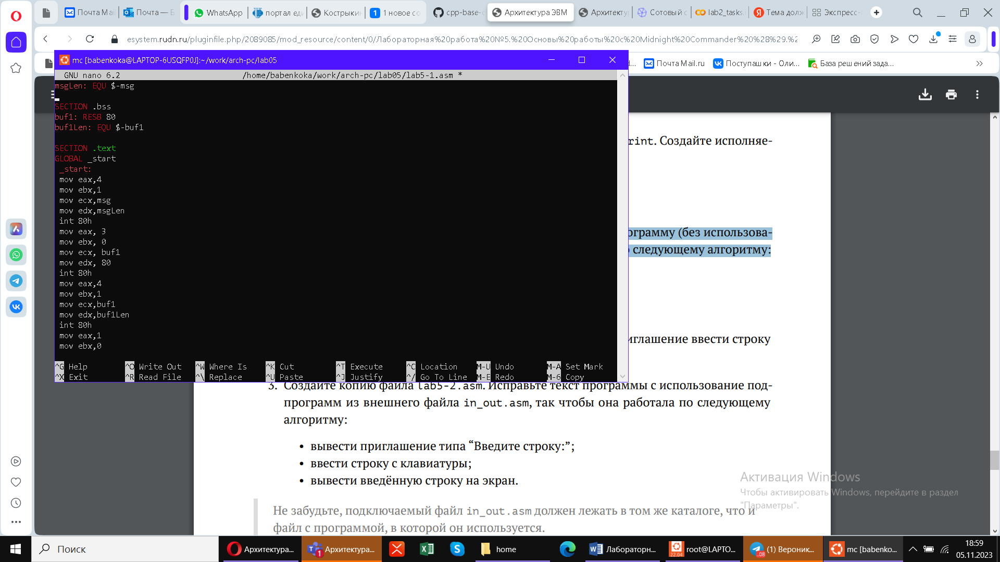 Почта Mai
Почта — Б
WhatsApp
портал еди
Кострыкин
1 новое со
cpp-base-c
Архитектура ЭВМ
Архитекту
Сотовый с
lab2_tasks.
Тема долж
Экспресс-
esystem.rudn.ru/pluginfile.php/2089085/mod_resource/content/0/Лабораторная%20работа%20№5.%20Основы%20работы%20с%20Midnight%20Commander%20%28%29.%2
Почта Mail.ru
Поступашки - Оли...
База решений зада...
mc [babenkoka@LAPTOP-6USQFP0J]:~/work/arch-pc/lab05
GNU nano 6.2 /home/babenkoka/work/arch-pc/lab05/lab5-1.asm *
msgLen: EQU $-msg
SECTION .bss
buf1: RESB 80
buf1Len: EQU $-buf1
SECTION .text
GLOBAL _start
_start:
mov eax,4
mov ebx,1
mov ecx,msg
mov edx,msgLen
int 80h
mov eax, 3
mov ebx, 0
mov ecx, buf1
mov edx, 80
int 80h
mov eax,4
mov ebx,1
mov ecx,buf1
mov edx,buf1Len
int 80h
mov eax,1
mov ebx,0
^G Help ^O Write Out ^W Where Is ^K Cut ^T Execute ^C Location M-U Undo M-A Set Mark
^X Exit ^R Read File ^\ Replace ^U Paste ^J Justify ^/ Go To Line M-E Redo M-6 Copy
rint. Создайте исполняе-
ограмму (без использова-
следующему алгоритму:
иглашение ввести строку
3. Создайте копию файла lab5-2.asm. Исправьте текст программы с использование под-
программ из внешнего файла in_out.asm, так чтобы она работала по следующему
алгоритму:
• вывести приглашение типа “Введите строку:”;
• ввести строку с клавиатуры;
• вывести введённую строку на экран.
Не забудьте, подключаемый файл in_out.asm должен лежать в том же каталоге, что и
файл с программой, в которой он используется.
Активация Windows
Чтобы активировать Windows, перейдите в раздел
"Параметры".
Поиск
Архитектура...
1
Архитектура...
home
Лабораторн...
22.04
root@LAPTO...
..08
(1) Вероник...
mc [babenko...
18:59
05.11.2023